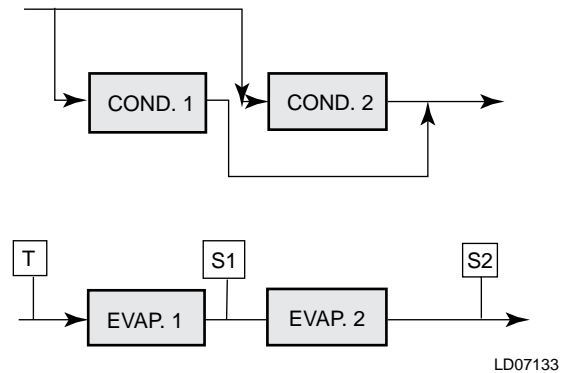 COND. 1
COND. 2
T
S1
S2
EVAP. 1
EVAP. 2
LD07133